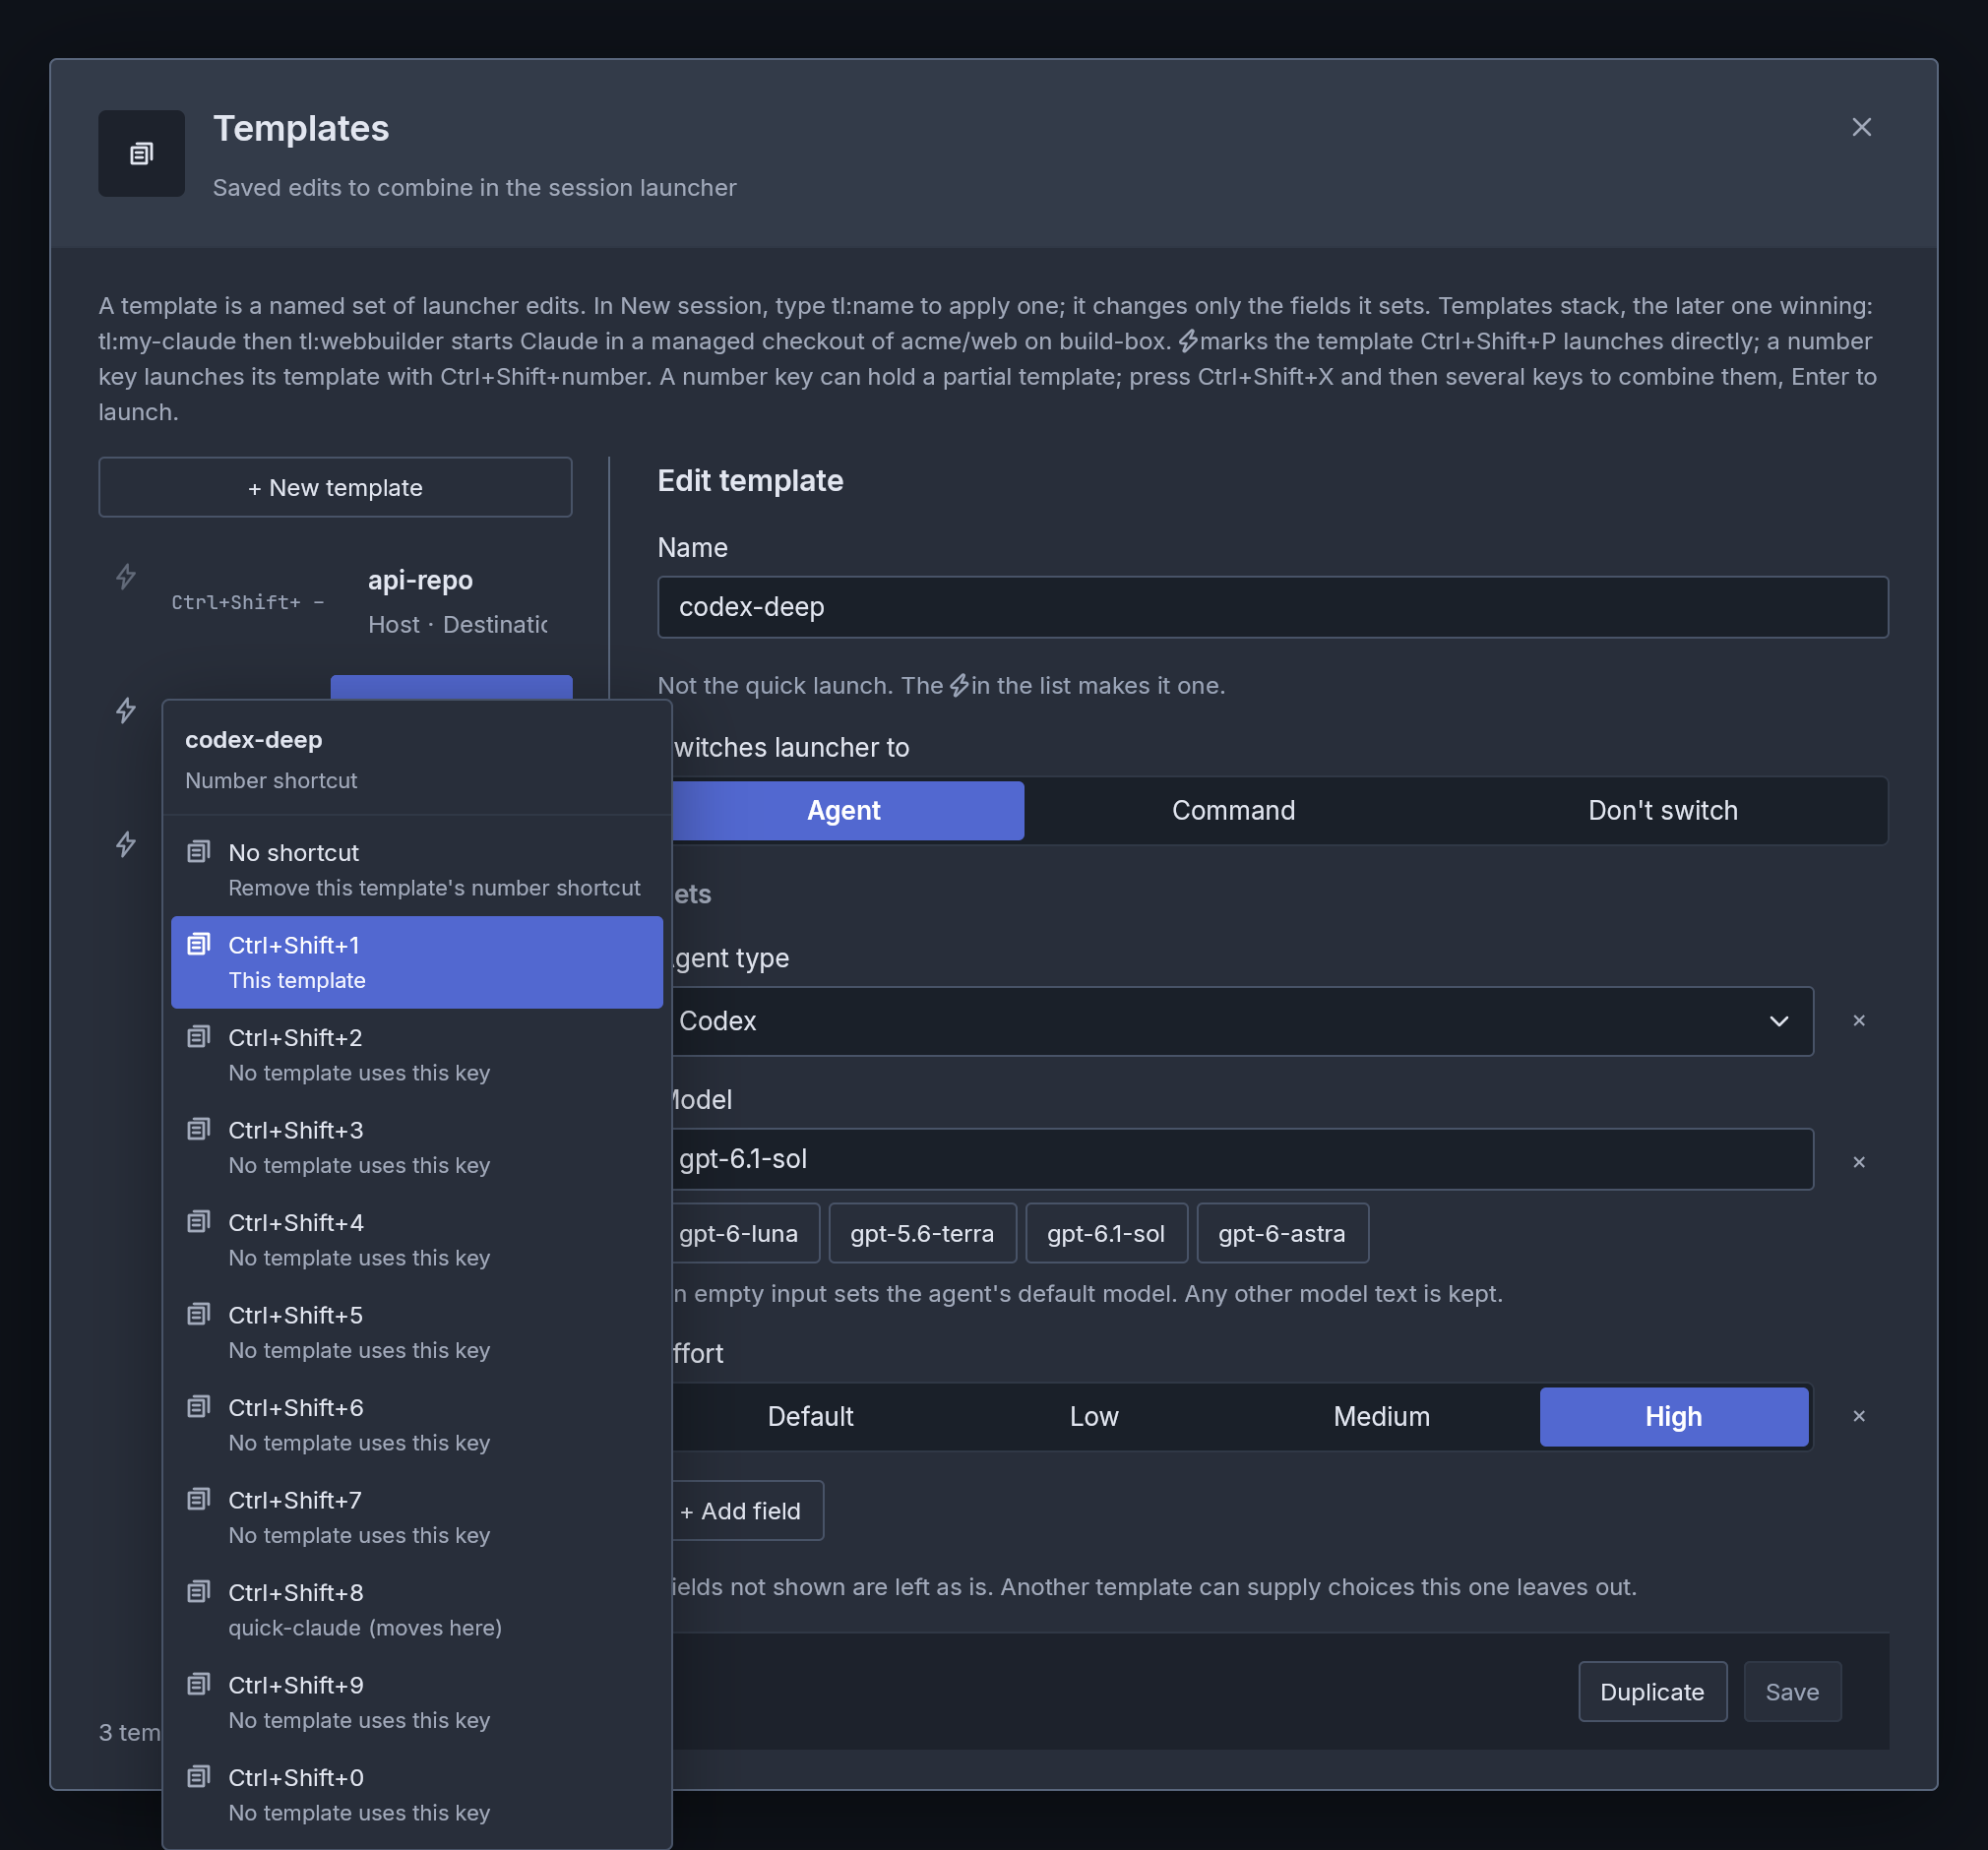 Templates
Saved edits to combine in the session launcher
A template is a named set of launcher edits. In New session, type tl:name to apply one; it changes only the fields it sets. Templates stack, the later one winning:
tl:my-claude then tl:webbuilder starts Claude in a managed checkout of acme/web on build-box. marks the template Ctrl+Shift+P launches directly; a number
key launches its template with Ctrl+Shift+number. A number key can hold a partial template; press Ctrl+Shift+X and then several keys to combine them, Enter to
launch.
+ New template
Ctrl+Shift+ –
api-repo
Host · Destinatic
codex-deep
Number shortcut
No shortcut
Remove this template's number shortcut
Ctrl+Shift+1
This template
Ctrl+Shift+2
No template uses this key
Ctrl+Shift+3
No template uses this key
Ctrl+Shift+4
No template uses this key
Ctrl+Shift+5
No template uses this key
Ctrl+Shift+6
No template uses this key
Ctrl+Shift+7
No template uses this key
Ctrl+Shift+8
quick-claude (moves here)
Ctrl+Shift+9
No template uses this key
Ctrl+Shift+0
No template uses this key
3 tem
Edit template
Name
codex-deep
Not the quick launch. The in the list makes it one.
witches launcher to
Agent
Command
Don't switch
ets
gent type
Codex
×
odel
gpt-6.1-sol
×
gpt-6-luna
gpt-5.6-terra
gpt-6.1-sol
gpt-6-astra
n empty input sets the agent's default model. Any other model text is kept.
ffort
Default
Low
Medium
High
×
+ Add field
ields not shown are left as is. Another template can supply choices this one leaves out.
Duplicate
Save